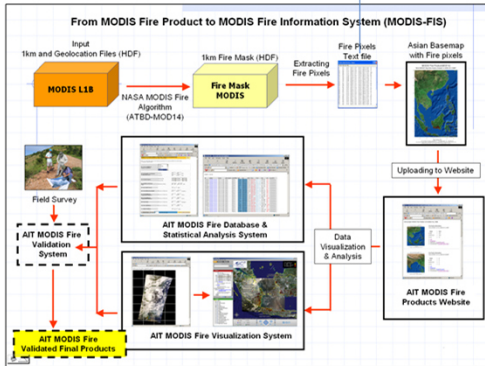 From MODIS Fire Product to MODIS Fire Information System (MODIS-FIS)
Input
1km and Geolocation Files (HDF)
MODIS L1B
NASA MODIS Fire
Algorithm
(ATBD-MOD14)
1km Fire Mask (HDF)
Fire Mask
MODIS
Extracting
Fire Pixels
Fire Pixels
Text file
Asian Basemap
with Fire pixels
Uploading to Website
AIT MODIS Fire
Products Website
Data
Visualization
& Analysis
AIT MODIS Fire Database &
Statistical Analysis System
AIT MODIS Fire Visualization System
Field Survey
AIT MODIS Fire
Validation
System
AIT MODIS Fire
Validated Final Products